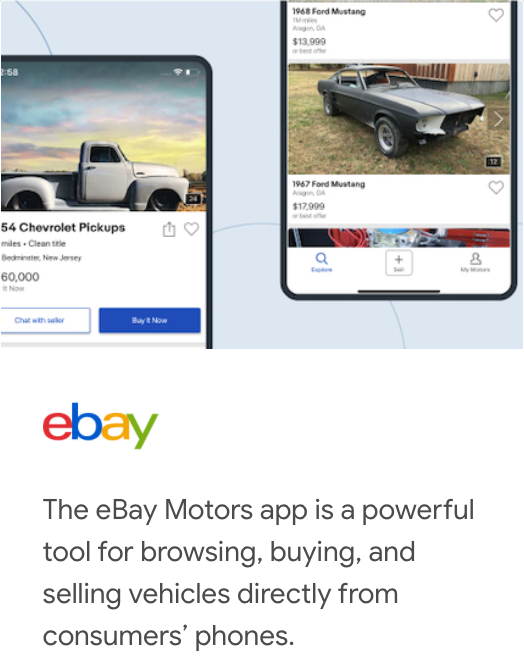 2:58
24
54 Chevrolet Pickups
miles • Clean title
Bedminster, New Jersey
60,000
It Now
Chat with seller
Buy It Now
1968 Ford Mustang
1M miles
Aragon, GA
$13,999
or best offer
12
1967 Ford Mustang
Aragon, GA
$17,999
or best offer
Explore
Sell
My Motors
ebay
The eBay Motors app is a powerful
tool for browsing, buying, and
selling vehicles directly from
consumers’ phones.